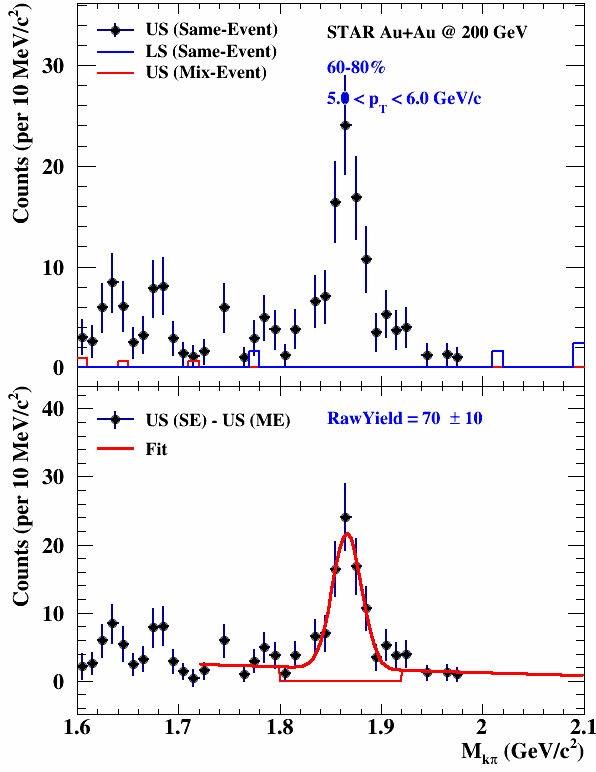 US (Same-Event)
LS (Same-Event)
US (Mix-Event)
STAR Au+Au @ 200 GeV
60-80%
5.0 < pT < 6.0 GeV/c
Counts (per 10 MeV/c²)
30
20
10
0
US (SE) - US (ME)
Fit
RawYield = 70 ± 10
Counts (per 10 MeV/c²)
40
30
20
10
0
1.6 1.7 1.8 1.9 2 2.1
Mkπ (GeV/c²)